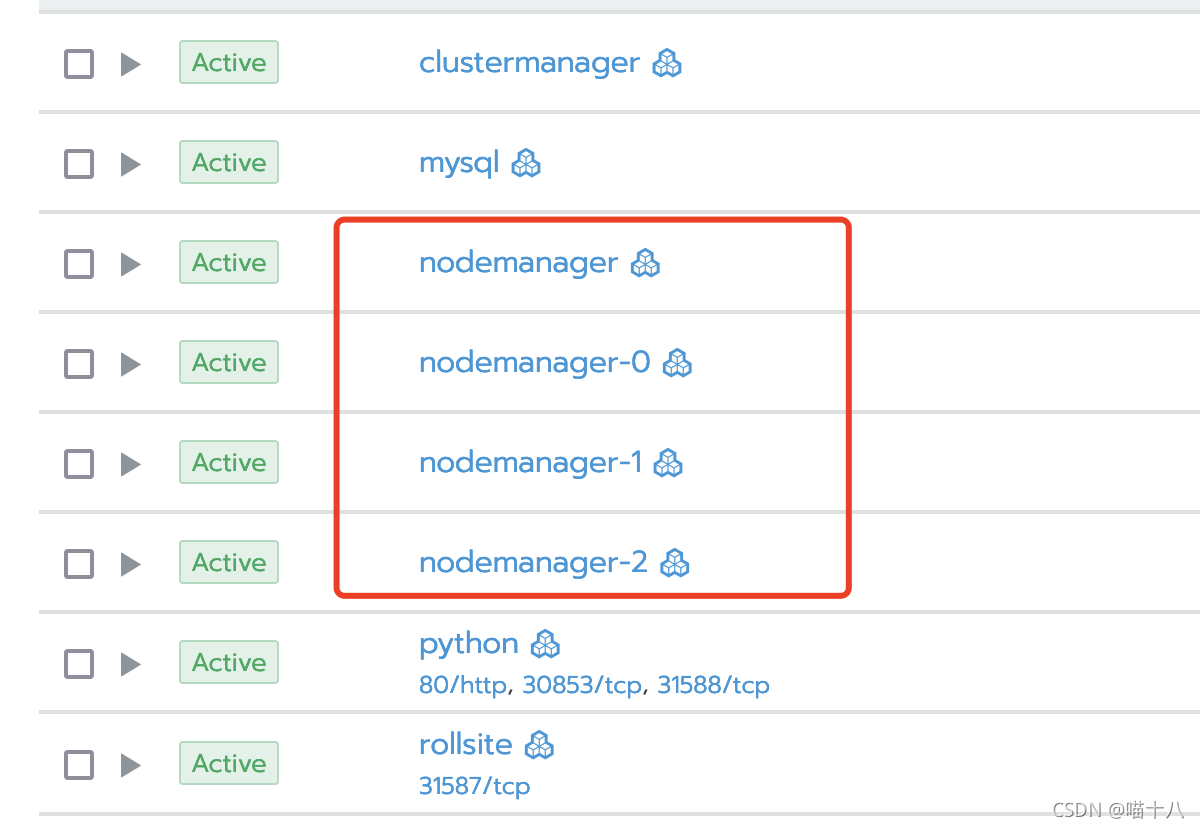 Active clustermanager
Active mysql
Active nodemanager
Active nodemanager-0
Active nodemanager-1
Active nodemanager-2
Active python
80/http, 30853/tcp, 31588/tcp
Active rollsite
31587/tcp
CSDN @喵十八